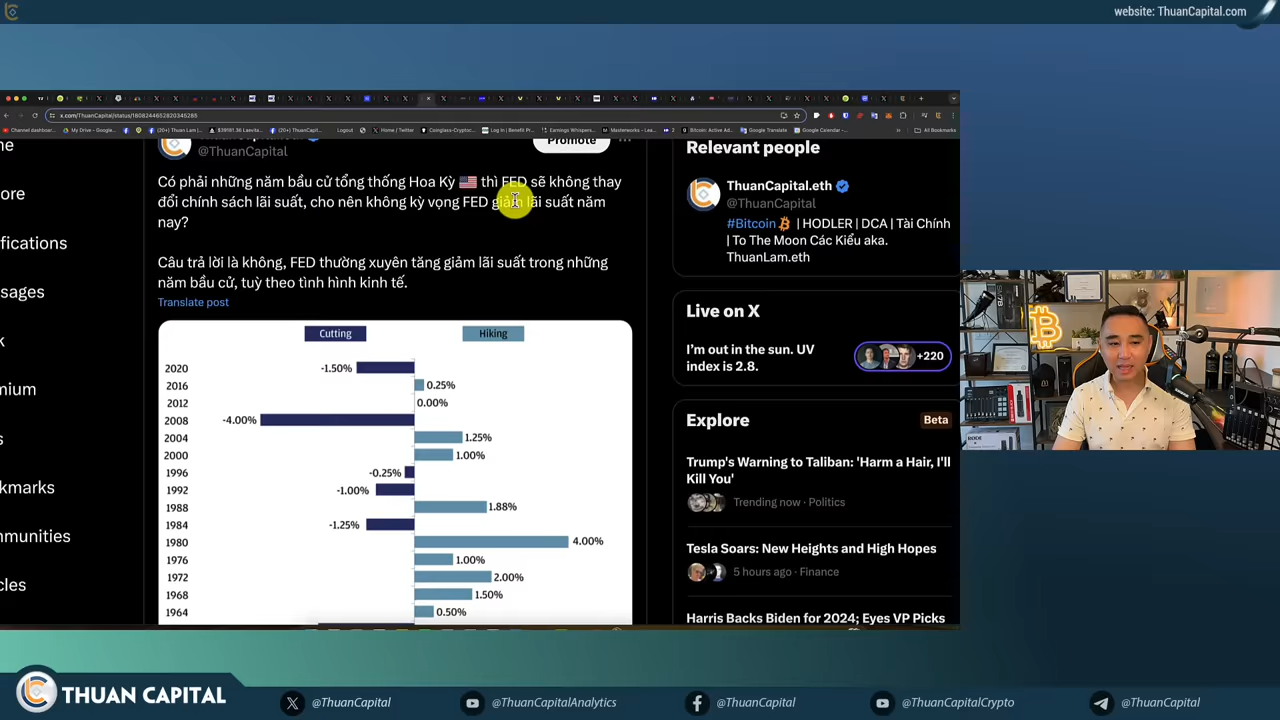 website: ThuanCapital.com
x.com/ThuanCapital/status/1808244652820345285
@ThuanCapital
Promote
Có phải những năm bầu cử tổng thống Hoa Kỳ 🇺🇸 thì FED sẽ không thay
đổi chính sách lãi suất, cho nên không kỳ vọng FED giảm lãi suất năm
nay?
Câu trả lời là không, FED thường xuyên tăng giảm lãi suất trong những
năm bầu cử, tuỳ theo tình hình kinh tế.
Translate post
Cutting
Hiking
2020 -1.50%
2016 0.25%
2012 0.00%
2008 -4.00%
2004 1.25%
2000 1.00%
1996 -0.25%
1992 -1.00%
1988 1.88%
1984 -1.25%
1980 4.00%
1976 1.00%
1972 2.00%
1968 1.50%
1964 0.50%
Relevant people
ThuanCapital.eth
@ThuanCapital
#Bitcoin | HODLER | DCA | Tài Chính
| To The Moon Các Kiểu aka.
ThuanLam.eth
Live on X
I'm out in the sun. UV
index is 2.8.
+220
Explore
Beta
Trump's Warning to Taliban: 'Harm a Hair, I'll
Kill You'
Trending now · Politics
Tesla Soars: New Heights and High Hopes
5 hours ago · Finance
Harris Backs Biden for 2024; Eyes VP Picks
THUAN CAPITAL
@ThuanCapital
@ThuanCapitalAnalytics
@ThuanCapital
@ThuanCapitalCrypto
@ThuanCapital